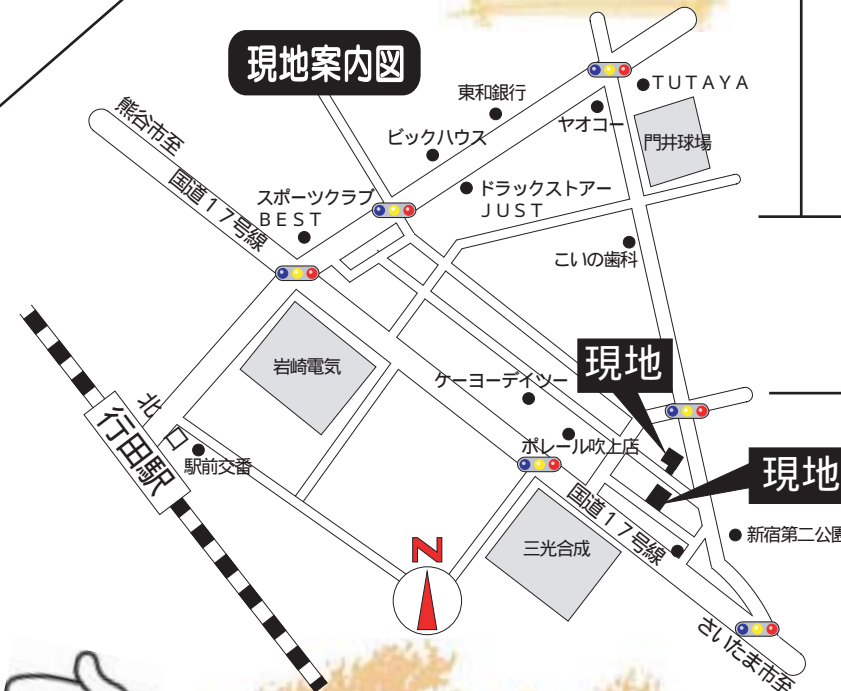 現地案内図
TUTAYA
東和銀行
ヤオコー
門井球場
ビックハウス
熊谷市至
国道17号線
スポーツクラブ
BEST
ドラックストアー
JUST
こいの歯科
岩崎電気
ケーヨーデイツー
現地
北口
行田駅
駅前交番
ポレール吹上店
現地
国道17号線
三光合成
新宿第二公園
N
さいたま市至